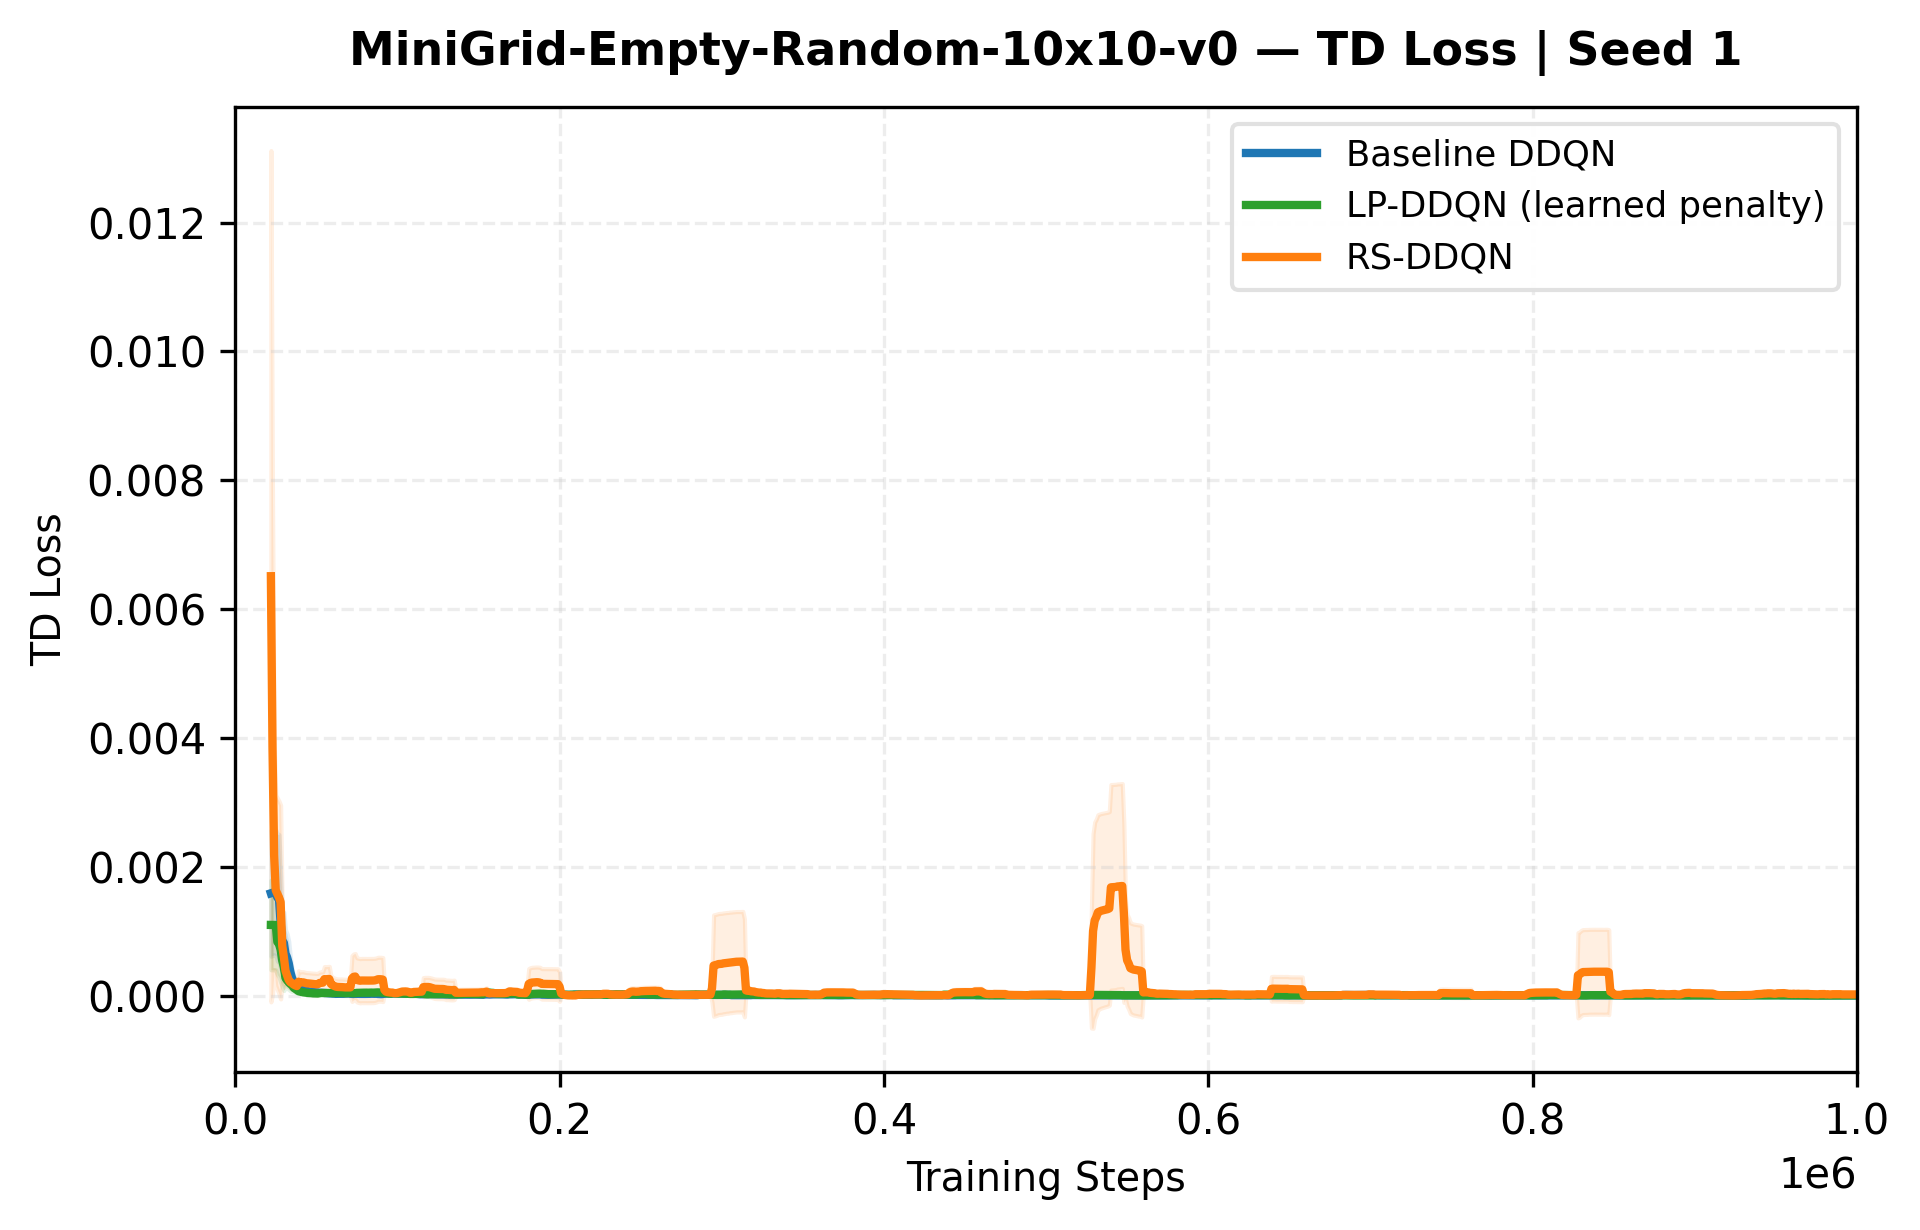 MiniGrid-Empty-Random-10x10-v0 — TD Loss | Seed 1
Baseline DDQN
LP-DDQN (learned penalty)
RS-DDQN
TD Loss
0.012
0.010
0.008
0.006
0.004
0.002
0.000
0.0 0.2 0.4 0.6 0.8 1.0
Training Steps
1e6